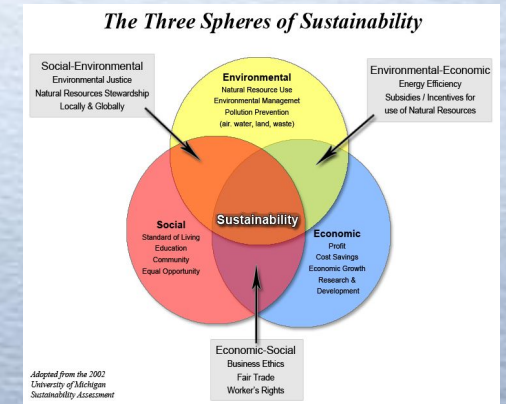 The Three Spheres of Sustainability
Social-Environmental
Environmental Justice
Natural Resources Stewardship
Locally & Globally
Environmental
Natural Resource Use
Environmental Managemet
Pollution Prevention
(air. water, land, waste)
Environmental-Economic
Energy Efficiency
Subsidies / Incentives for
use of Natural Resources
Sustainability
Social
Standard of Living
Education
Community
Equal Opportunity
Economic
Profit
Cost Savings
Economic Growth
Research &
Development
Economic-Social
Business Ethics
Fair Trade
Worker's Rights
Adopted from the 2002
University of Michigan
Sustainability Assessment